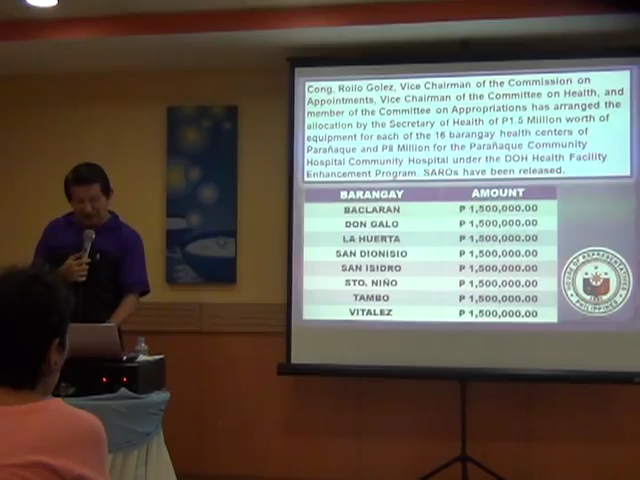 Cong. Roilo Golez, Vice Chairman of the Commission on
Appointments, Vice Chairman of the Committee on Health, and
member of the Committee on Appropriations has arranged the
allocation by the Secretary of Health of P1.5 Million worth of
equipment for each of the 16 barangay health centers of
Parañaque and P8 Million for the Parañaque Community
Hospital Community Hospital under the DOH Health Facility
Enhancement Program. SAROs have been released.
BARANGAY AMOUNT
BACLARAN P 1,500,000.00
DON GALO P 1,500,000.00
LA HUERTA P 1,500,000.00
SAN DIONISIO P 1,500,000.00
SAN ISIDRO P 1,500,000.00
STO. NIÑO P 1,500,000.00
TAMBO P 1,500,000.00
VITALEZ P 1,500,000.00
HOUSE OF REPRESENTATIVES
PHILIPPINES